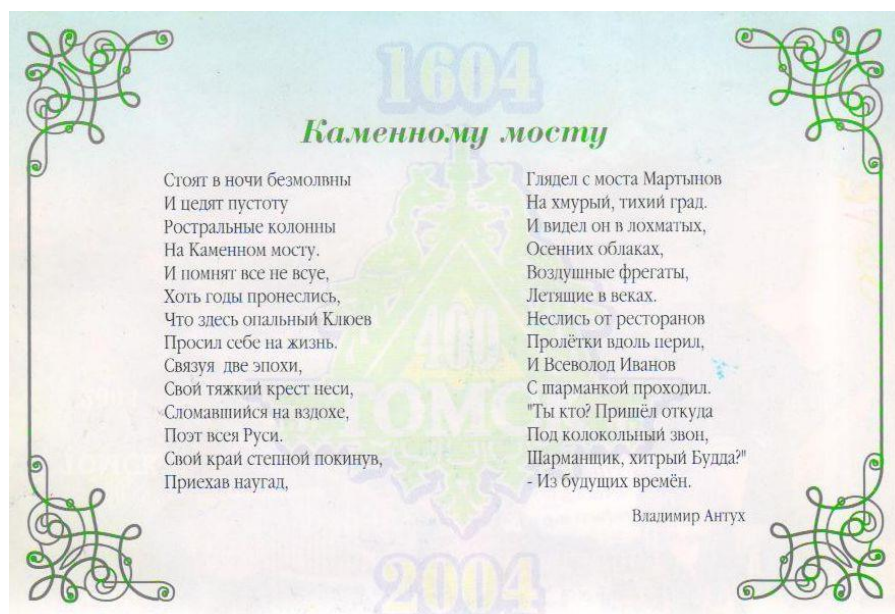 1604
Каменному мосту
Стоят в ночи безмолвны
И цедят пустоту
Ростральные колонны
На Каменном мосту.
И помнят все не всуе,
Хоть годы пронеслись,
Что здесь опальный Клюев
Просил себе на жизнь.
Связуя две эпохи,
Свой тяжкий крест неси,
Сломавшийся на вздохе,
Поэт всея Руси.
Свой край степной покинув,
Приехав наугад,
Глядел с моста Мартынов
На хмурый, тихий град.
И видел он в лохматых,
Осенних облаках,
Воздушные фрегаты,
Летящие в веках.
Неслись от ресторанов
Пролётки вдоль перил,
И Всеволод Иванов
С шарманкой проходил.
"Ты кто? Пришёл откуда
Под колокольный звон,
Шарманщик, хитрый Будда?"
- Из будущих времён.
Владимир Антух
400
ТОМСК
2004